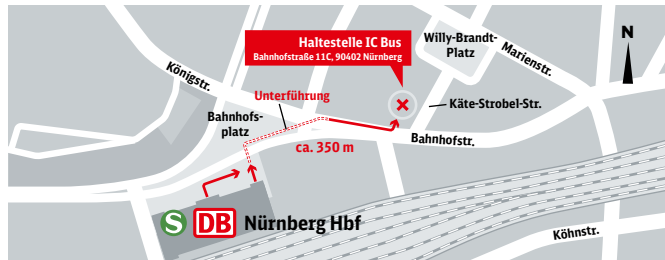 Haltestelle IC Bus
Bahnhofstraße 11C, 90402 Nürnberg
Willy-Brandt-
Platz
Marienstr.
N
Königstr.
Unterführung
Käte-Strobel-Str.
Bahnhofs-
platz
Bahnhofstr.
ca. 350 m
S DB Nürnberg Hbf
Köhnstr.